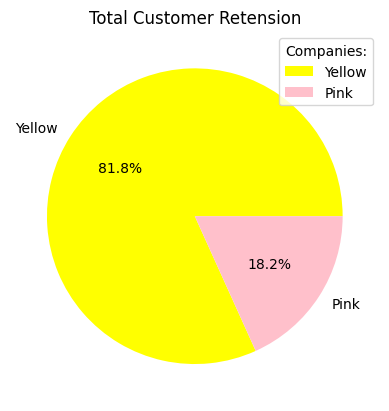 Total Customer Retension
Companies:
Yellow
Pink
Yellow
81.8%
18.2%
Pink